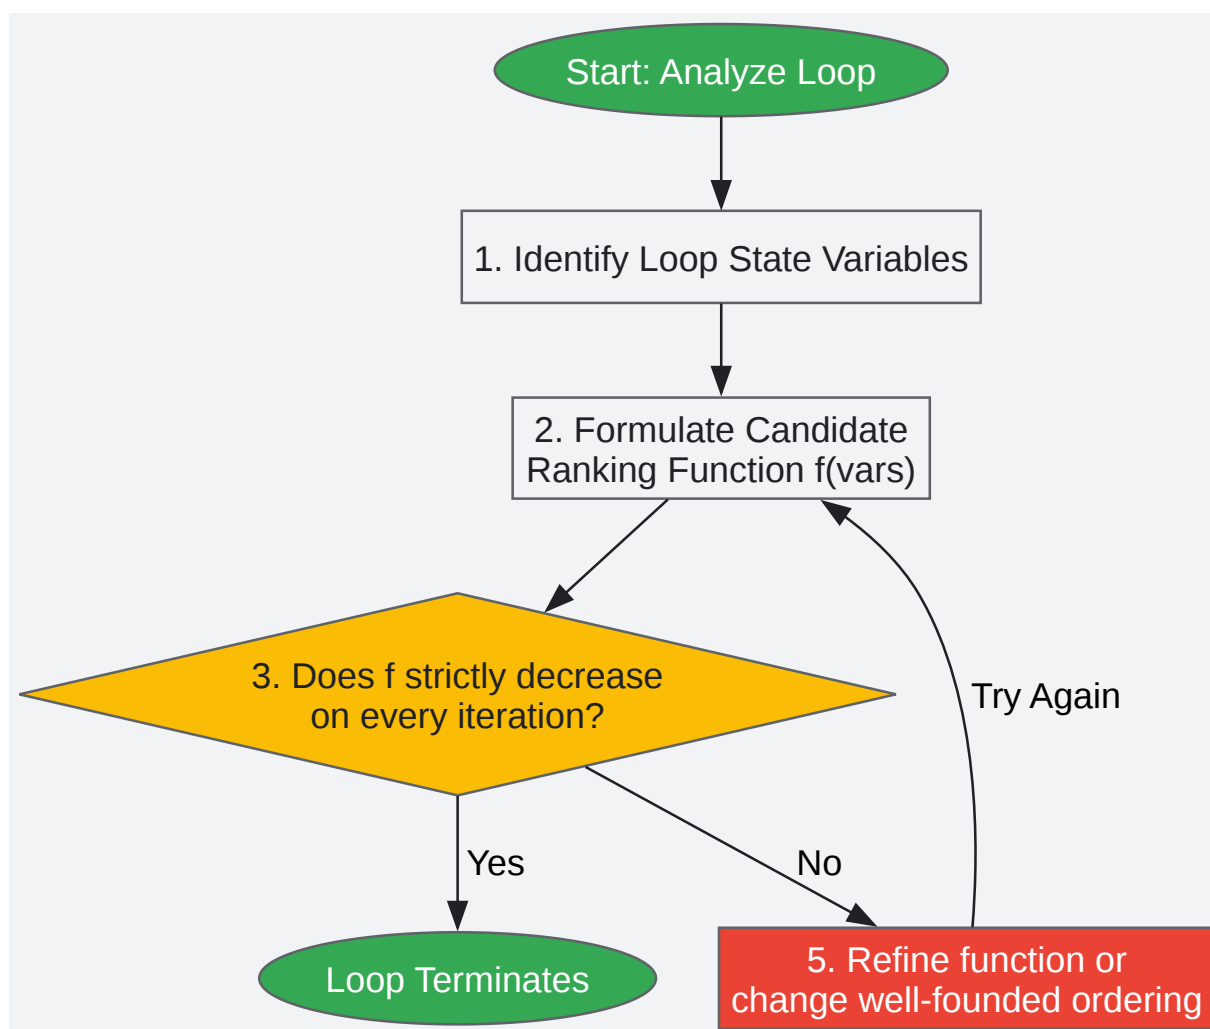 Start: Analyze Loop
1. Identify Loop State Variables
2. Formulate Candidate
Ranking Function f(vars)
3. Does f strictly decrease
on every iteration?
Try Again
Yes
No
Loop Terminates
5. Refine function or
change well-founded ordering